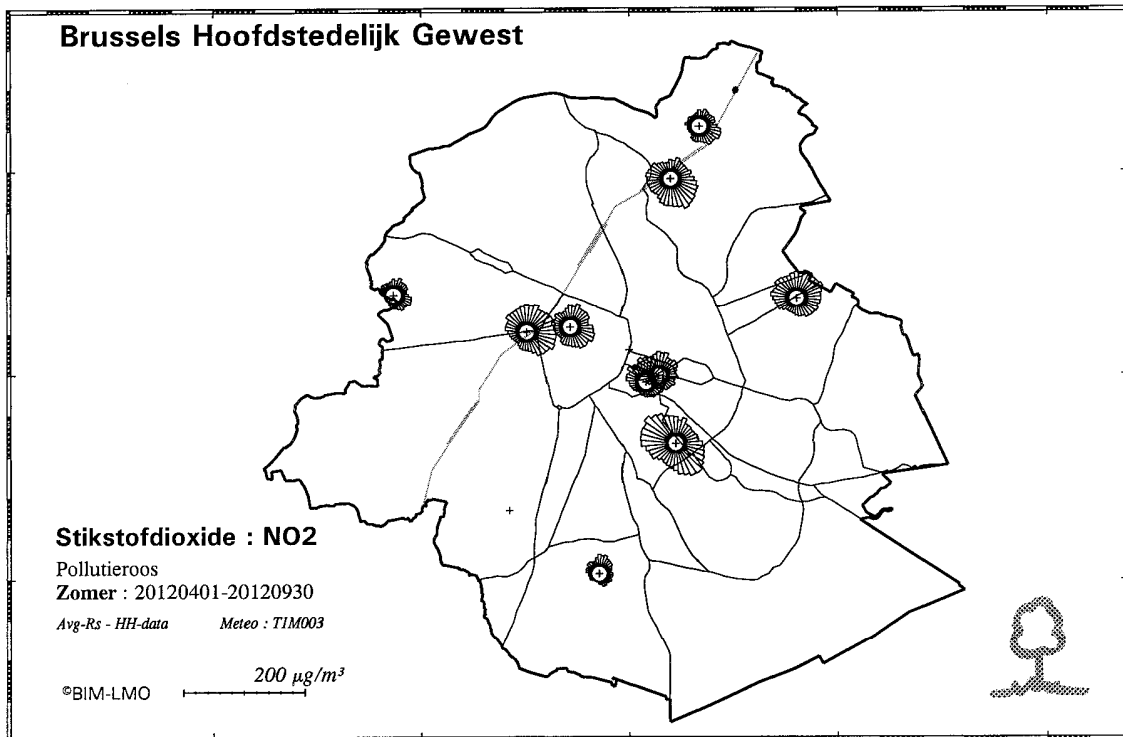 Brussels Hoofdstedelijk Gewest
Stikstofdioxide : NO2
Pollutieroos
Zomer : 20120401-20120930
Avg-Rs - HH-data Meteo : T1M003
200 µg/m³
©BIM-LMO